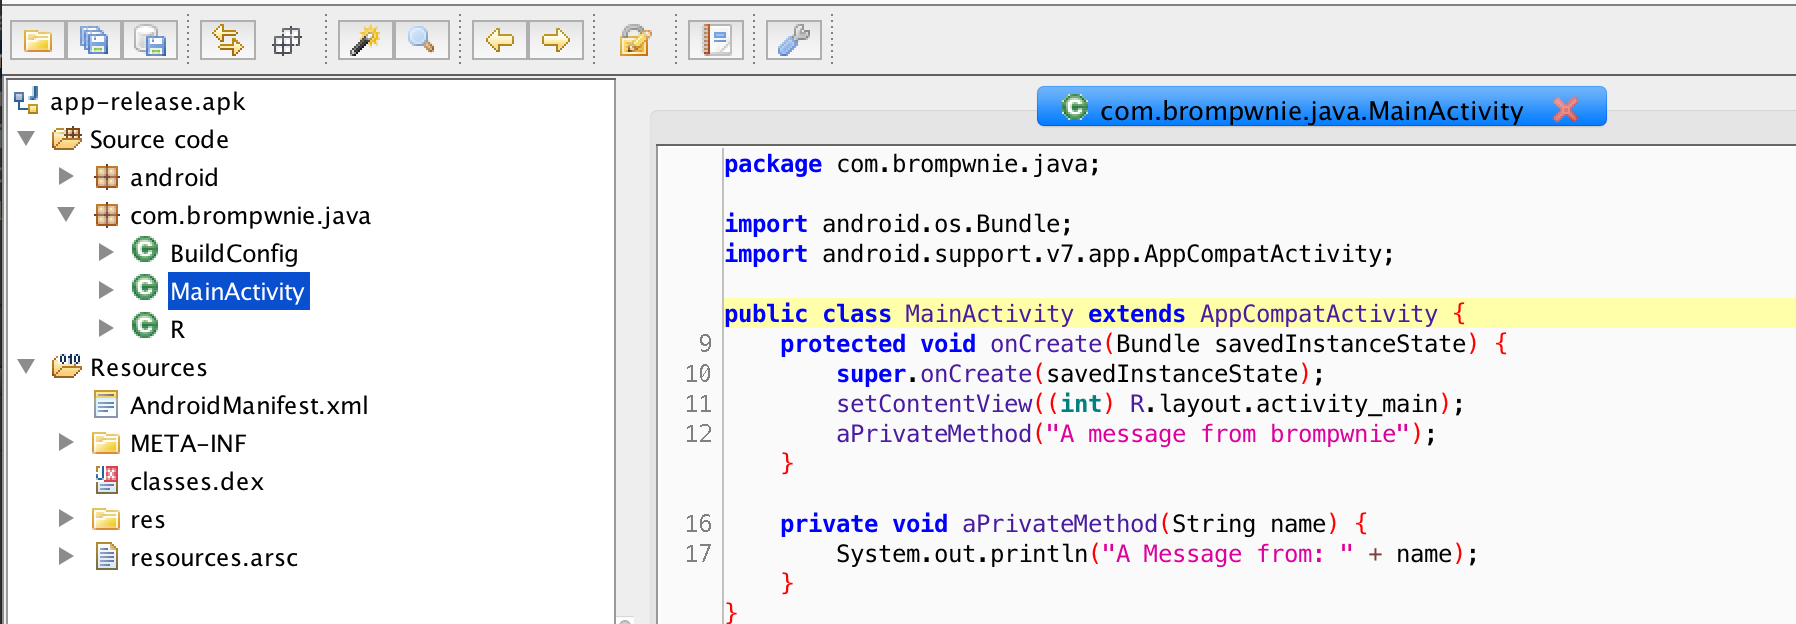 app-release.apk
Source code
android
com.brompwnie.java
BuildConfig
MainActivity
R
Resources
AndroidManifest.xml
META-INF
classes.dex
res
resources.arsc
com.brompwnie.java.MainActivity
package com.brompwnie.java;
import android.os.Bundle;
import android.support.v7.app.AppCompatActivity;
public class MainActivity extends AppCompatActivity {
9 protected void onCreate(Bundle savedInstanceState) {
10 super.onCreate(savedInstanceState);
11 setContentView((int) R.layout.activity_main);
12 aPrivateMethod("A message from brompwnie");
}
16 private void aPrivateMethod(String name) {
17 System.out.println("A Message from: " + name);
}
}